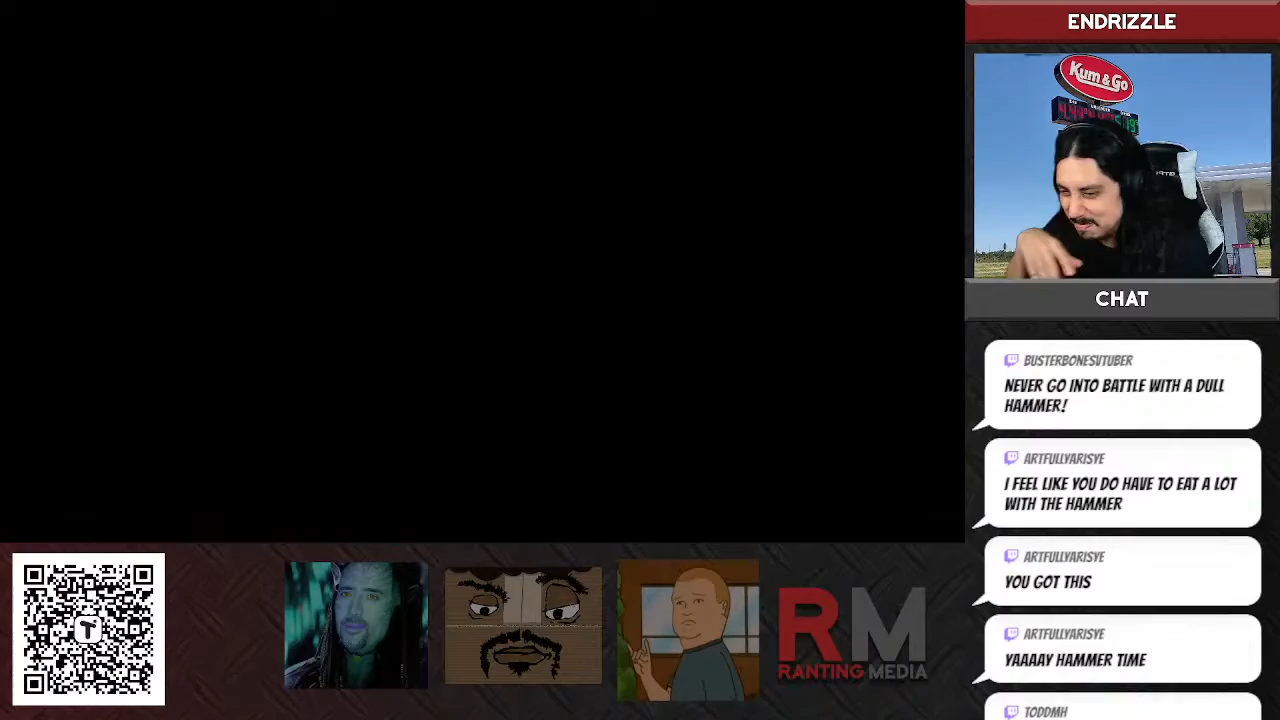 ENDRIZZLE
Kum & Go
CHAT
BUSTERBONESVTUBER
NEVER GO INTO BATTLE WITH A DULL
HAMMER!
ARTFULLYARISYE
I FEEL LIKE YOU DO HAVE TO EAT A LOT
WITH THE HAMMER
ARTFULLYARISYE
YOU GOT THIS
ARTFULLYARISYE
YAAAAY HAMMER TIME
TODDMH
T
RM
RANTING MEDIA